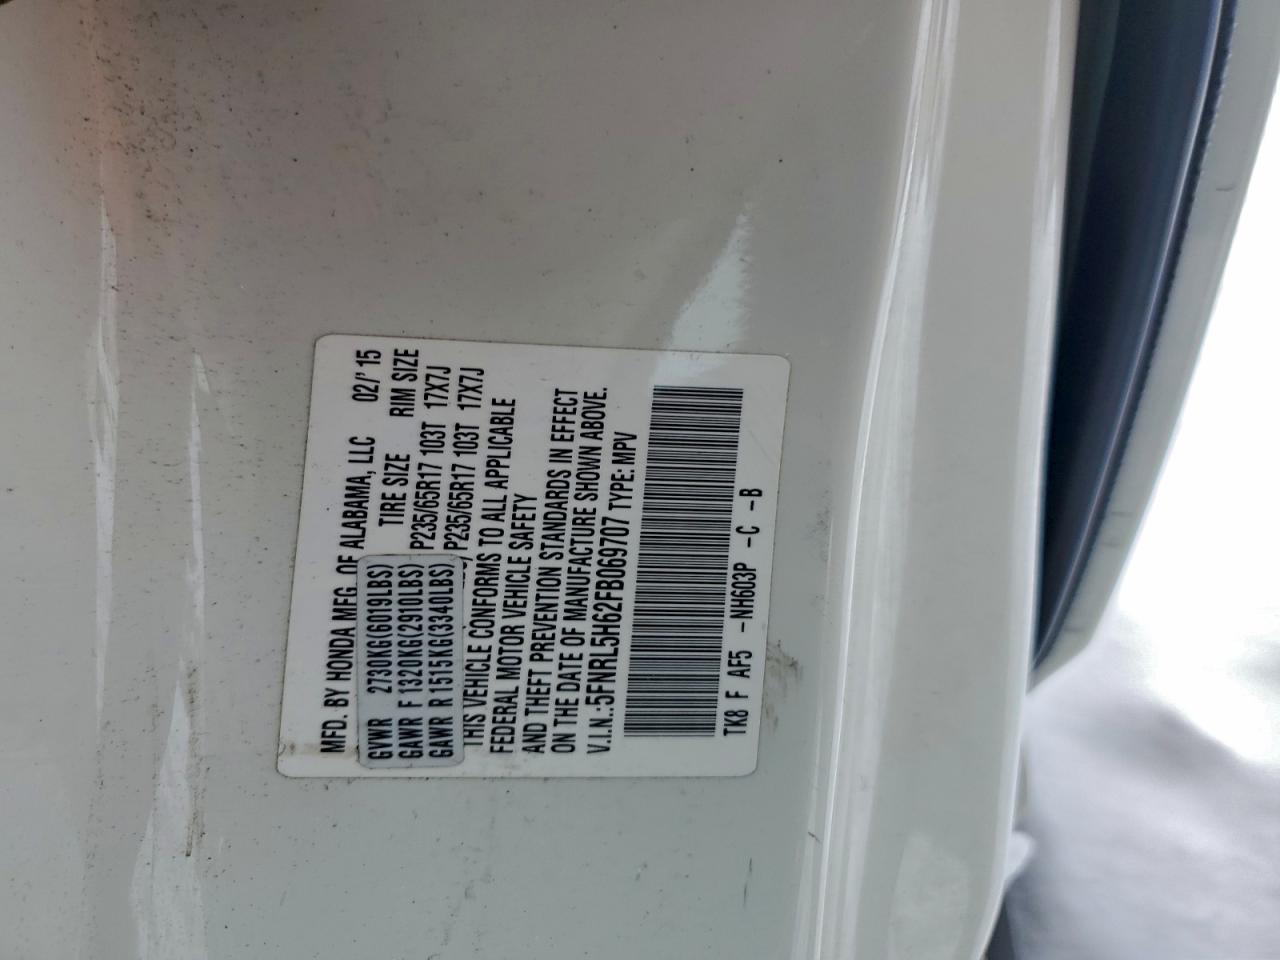 MFD. BY HONDA MFG. OF ALABAMA, LLC 02/'15
TIRE SIZE RIM SIZE
GVWR 2730KG(6019LBS)
GAWR F 1320KG(2910LBS) P235/65R17 103T 17X7J
GAWR R 1515KG(3340LBS) P235/65R17 103T 17X7J
THIS VEHICLE CONFORMS TO ALL APPLICABLE
FEDERAL MOTOR VEHICLE SAFETY
AND THEFT PREVENTION STANDARDS IN EFFECT
ON THE DATE OF MANUFACTURE SHOWN ABOVE.
V.I.N.:5FNRL5H62FB069707 TYPE: MPV
TK8 F AF5 -NH603P -C -B